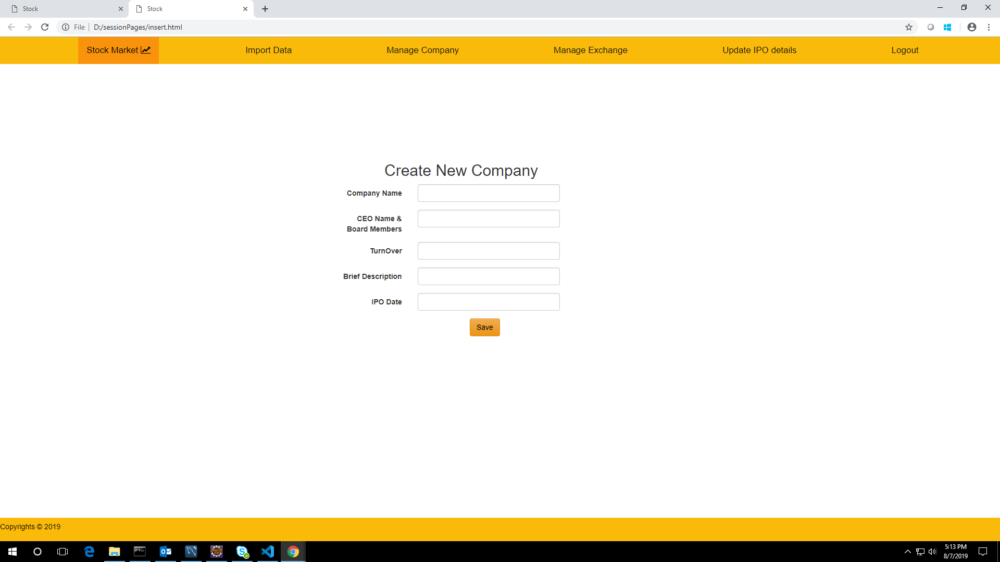 Stock
Stock
File
D:/sessionPages/insert.html
Stock Market
Import Data
Manage Company
Manage Exchange
Update IPO details
Logout
Create New Company
Company Name
CEO Name &
Board Members
TurnOver
Brief Description
IPO Date
Save
Copyrights © 2019
5:13 PM
8/7/2019